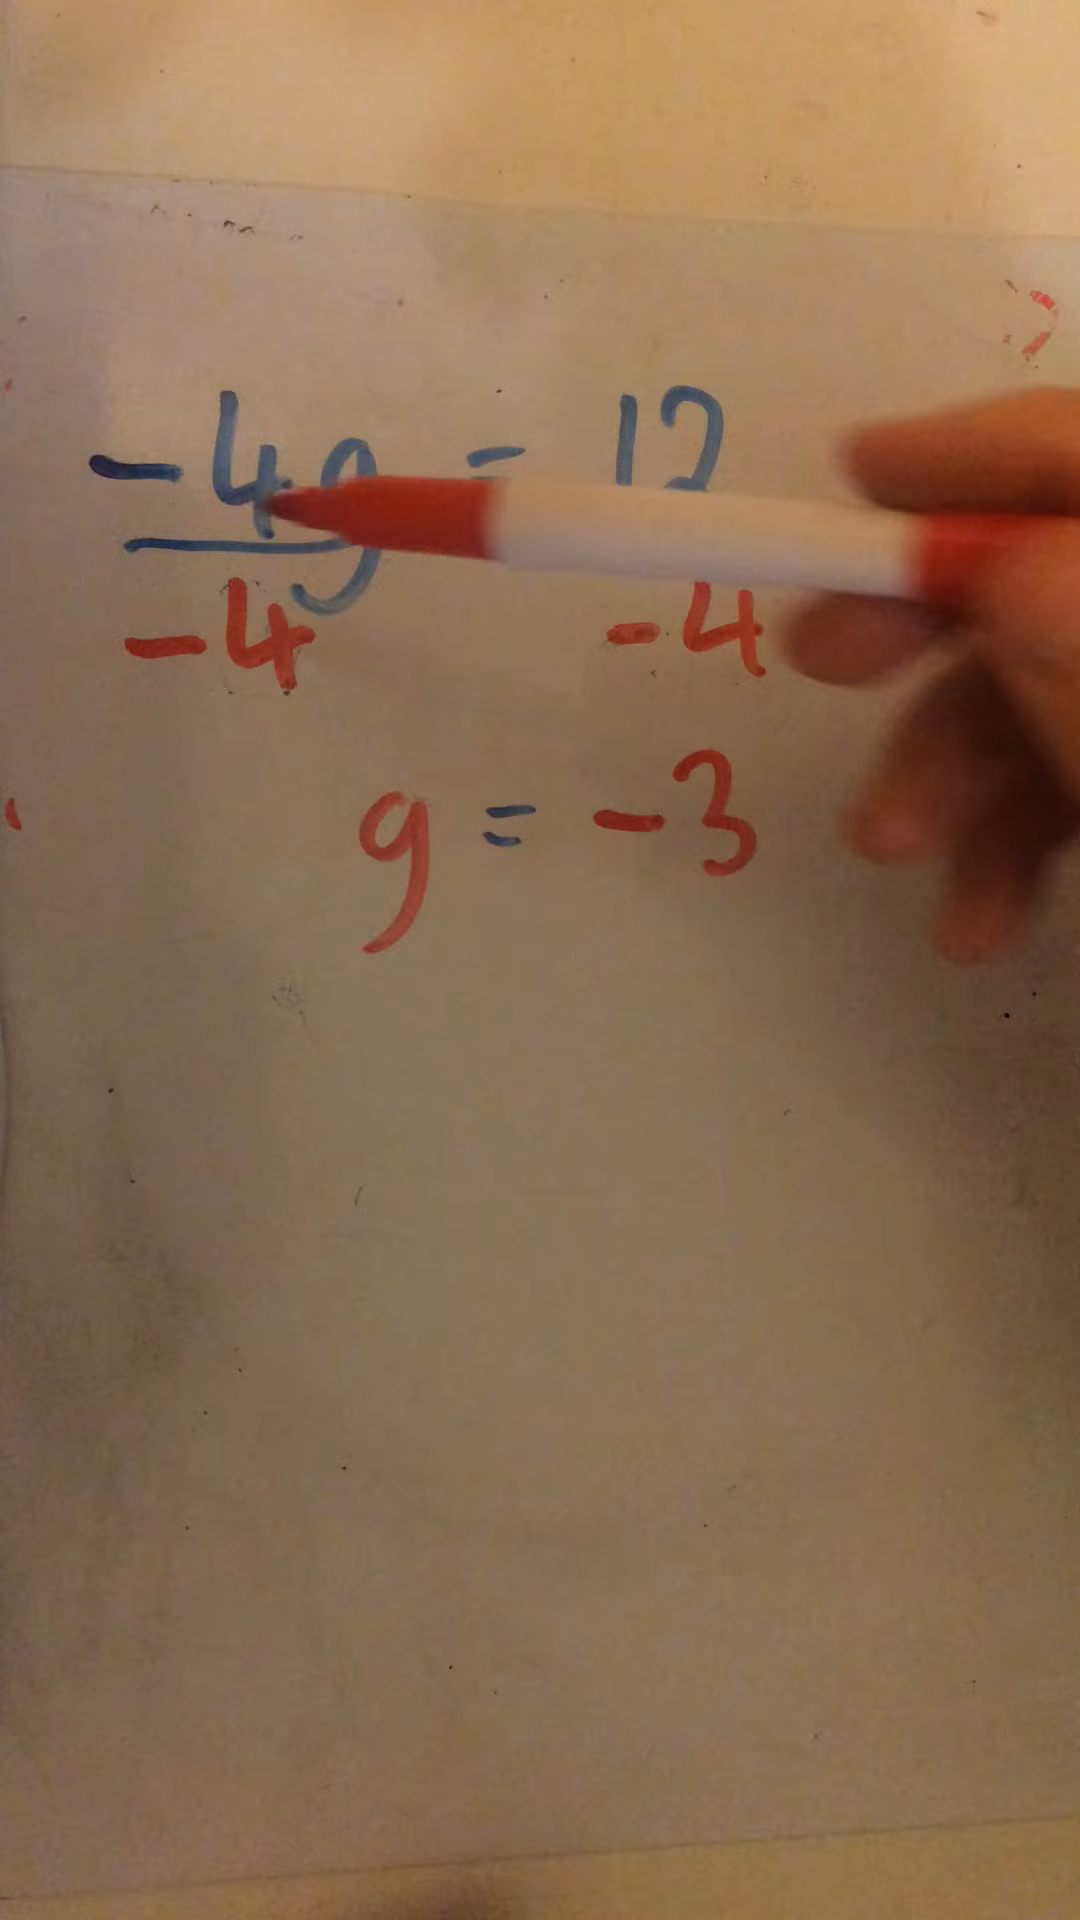 -4g = 12
-4 -4
g = -3